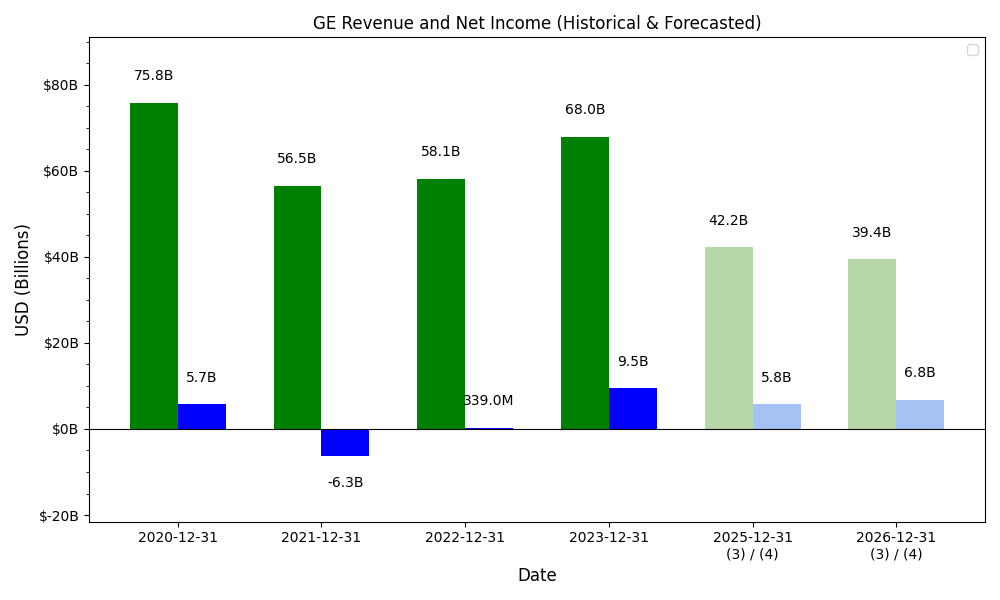 GE Revenue and Net Income (Historical & Forecasted)
USD (Billions)
$80B
$60B
$40B
$20B
$0B
$-20B
75.8B
5.7B
56.5B
-6.3B
58.1B
339.0M
68.0B
9.5B
42.2B
5.8B
39.4B
6.8B
2020-12-31
2021-12-31
2022-12-31
2023-12-31
2025-12-31
(3) / (4)
2026-12-31
(3) / (4)
Date